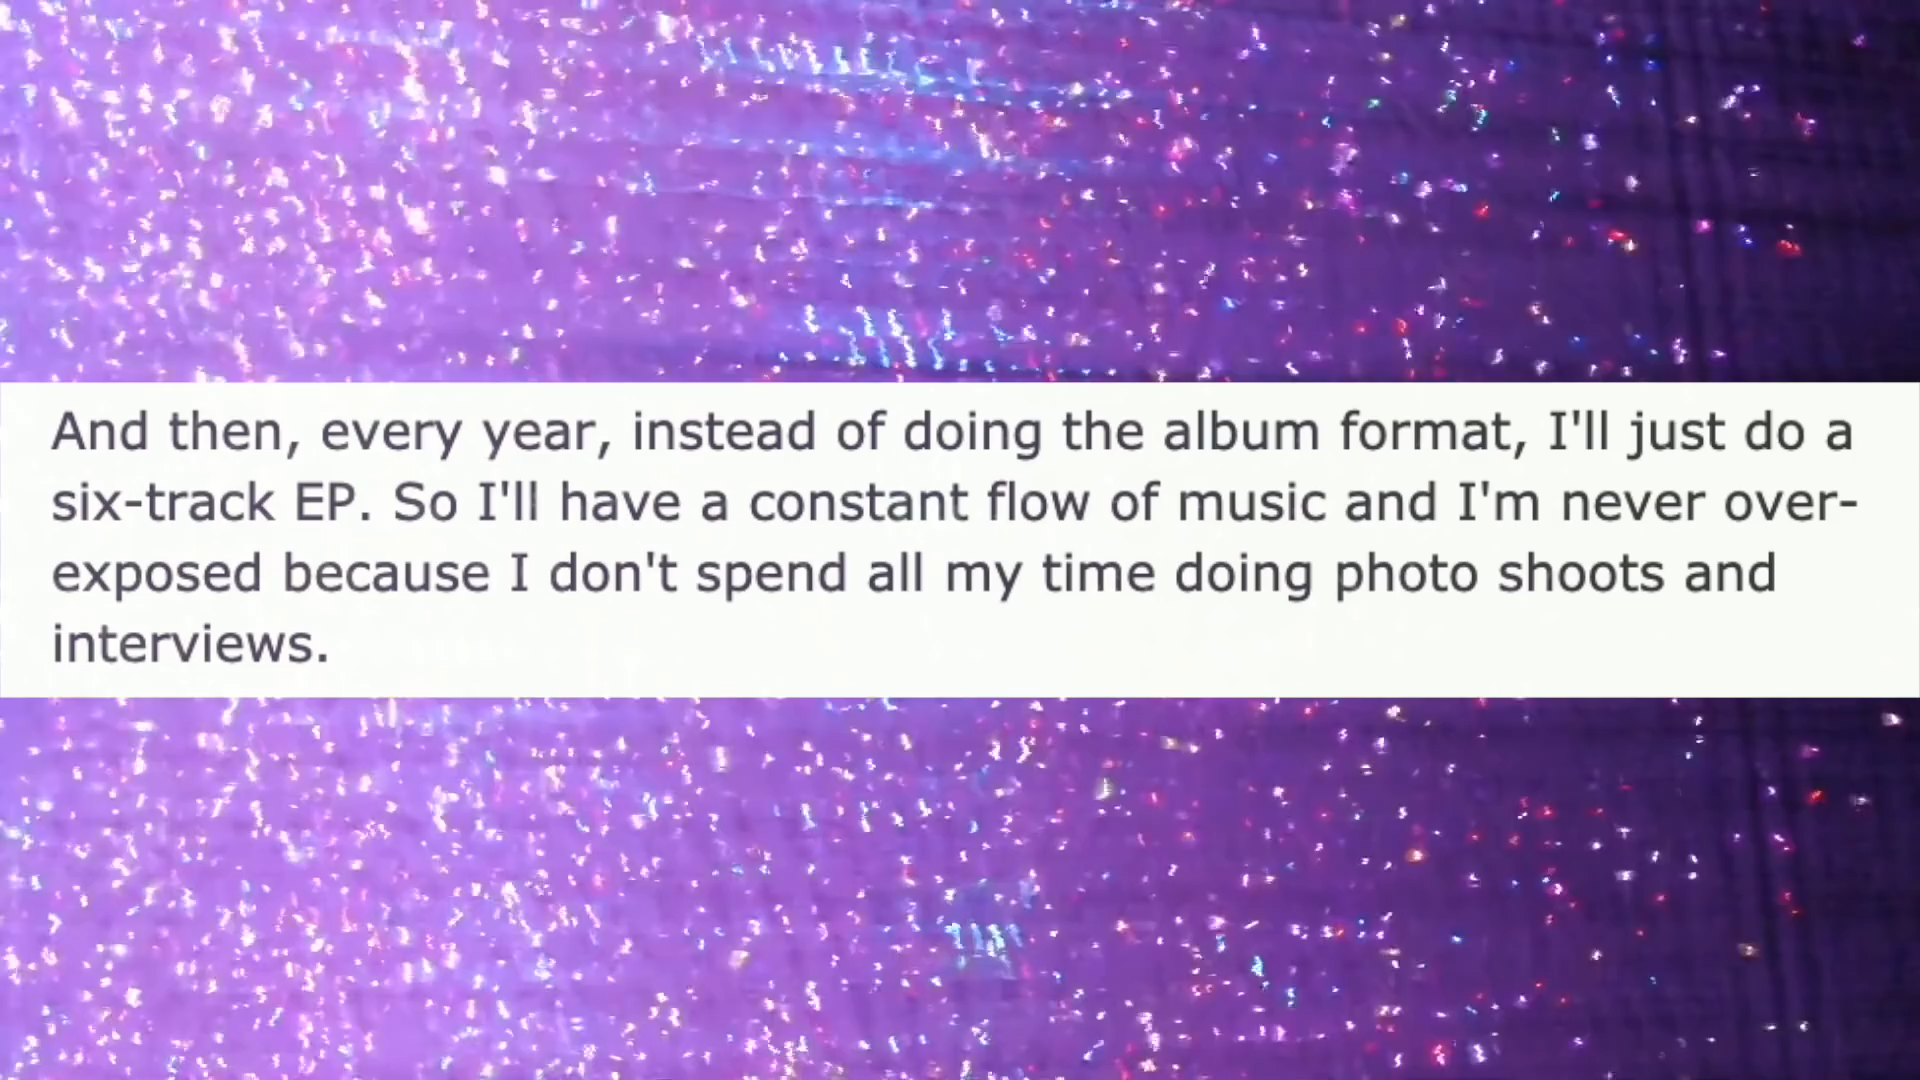 And then, every year, instead of doing the album format, I'll just do a
six-track EP. So I'll have a constant flow of music and I'm never over-
exposed because I don't spend all my time doing photo shoots and
interviews.